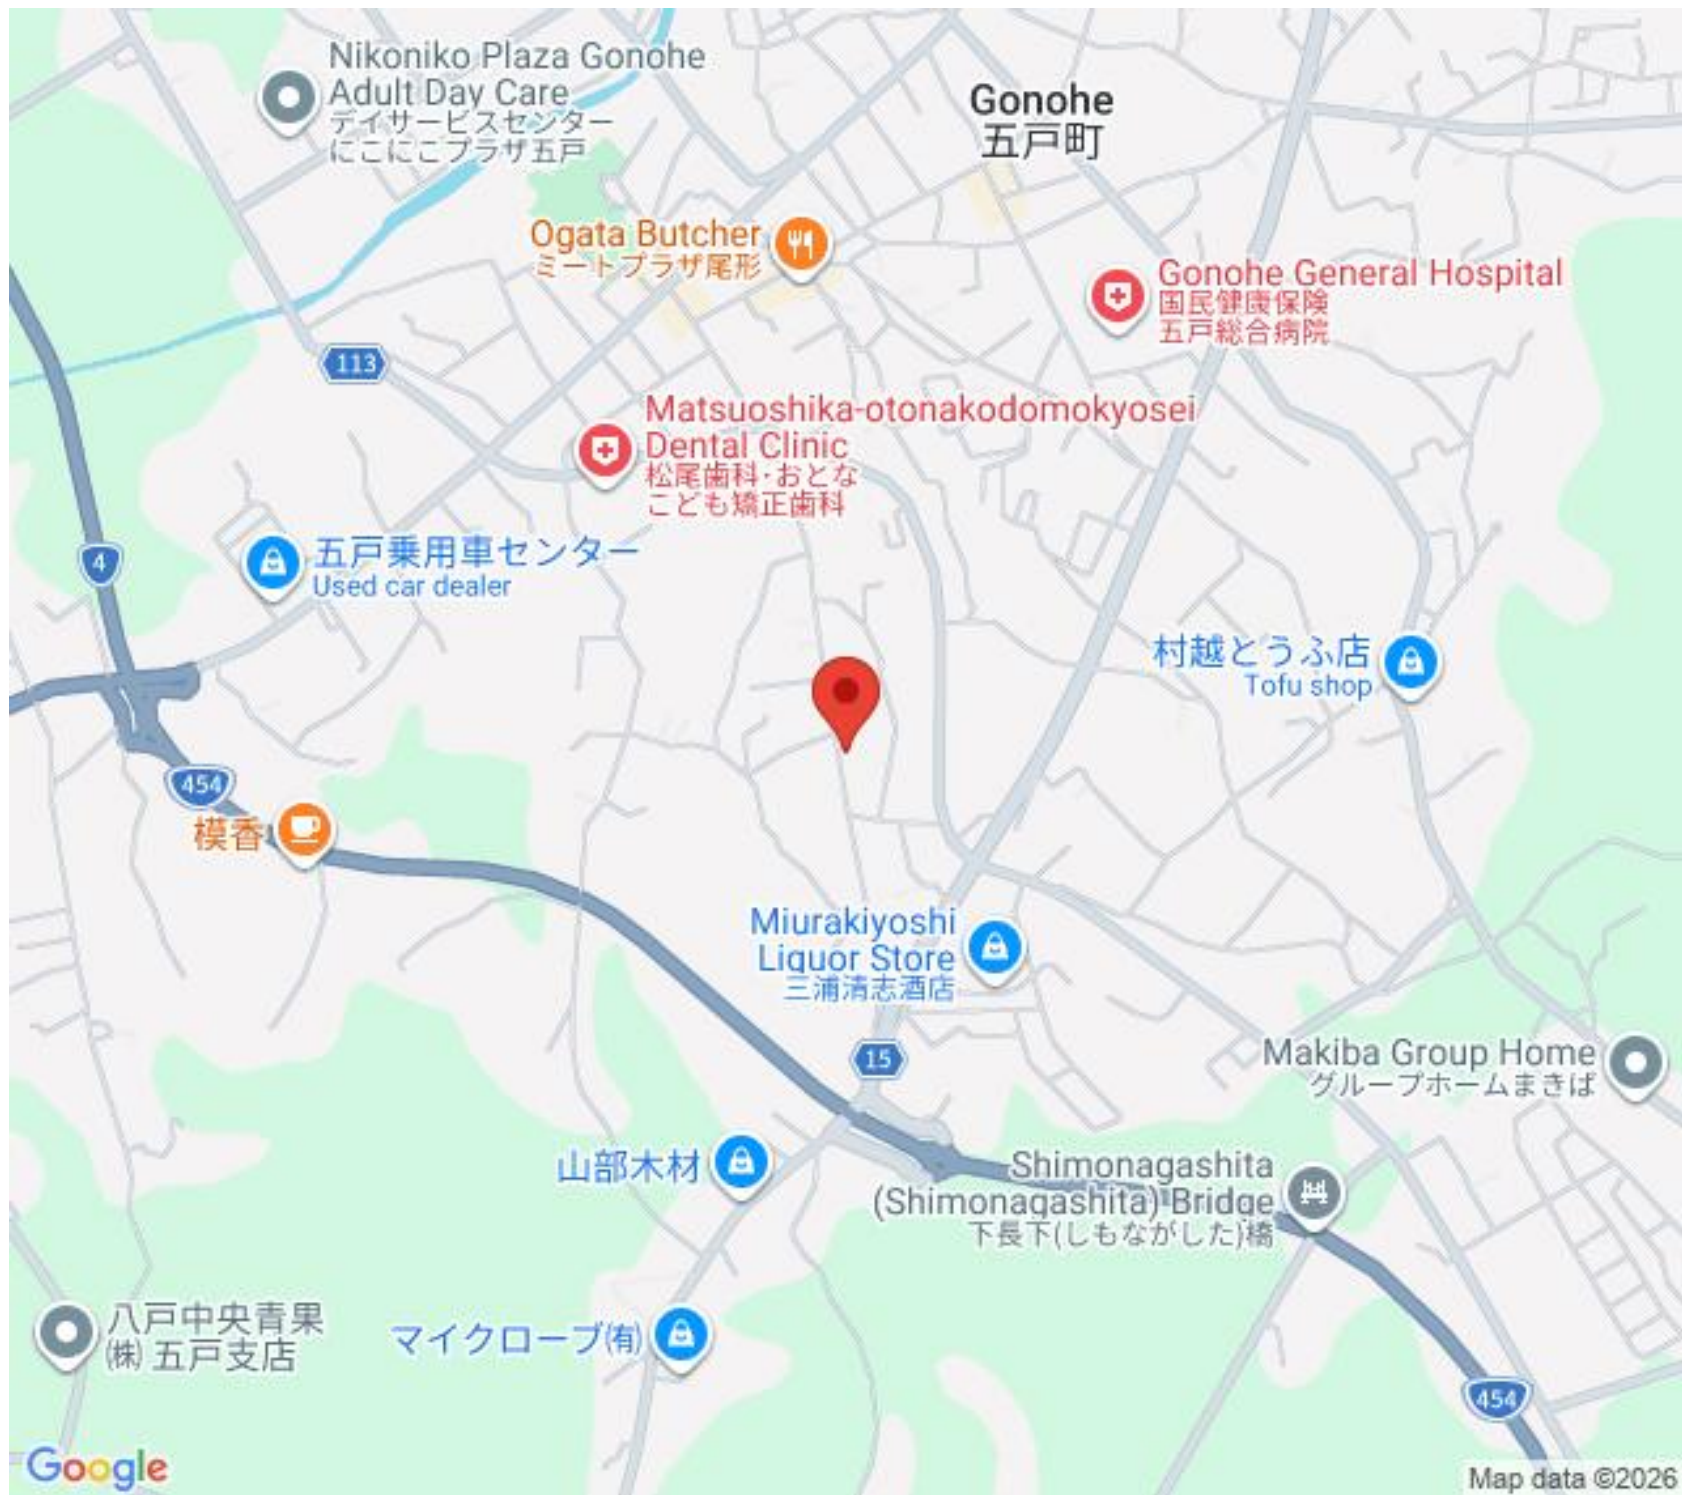 Nikoniko Plaza Gonohe
Adult Day Care
デイサービスセンター
にこにこプラザ五戸
Gonohe
五戸町
Ogata Butcher
ミートプラザ尾形
Gonohe General Hospital
国民健康保険
五戸総合病院
113
Matsuoshika-otonakodomokyosei
Dental Clinic
松尾歯科・おとな
こども矯正歯科
4
五戸乗用車センター
Used car dealer
村越とうふ店
Tofu shop
454
模香
Miurakiyoshi
Liquor Store
三浦清志酒店
15
Makiba Group Home
グループホームまきば
山部木材
Shimonagashita
(Shimonagashita) Bridge
下長下(しもながした)橋
八戸中央青果
㈱ 五戸支店
マイクローブ㈲
454
Google
Map data ©2026